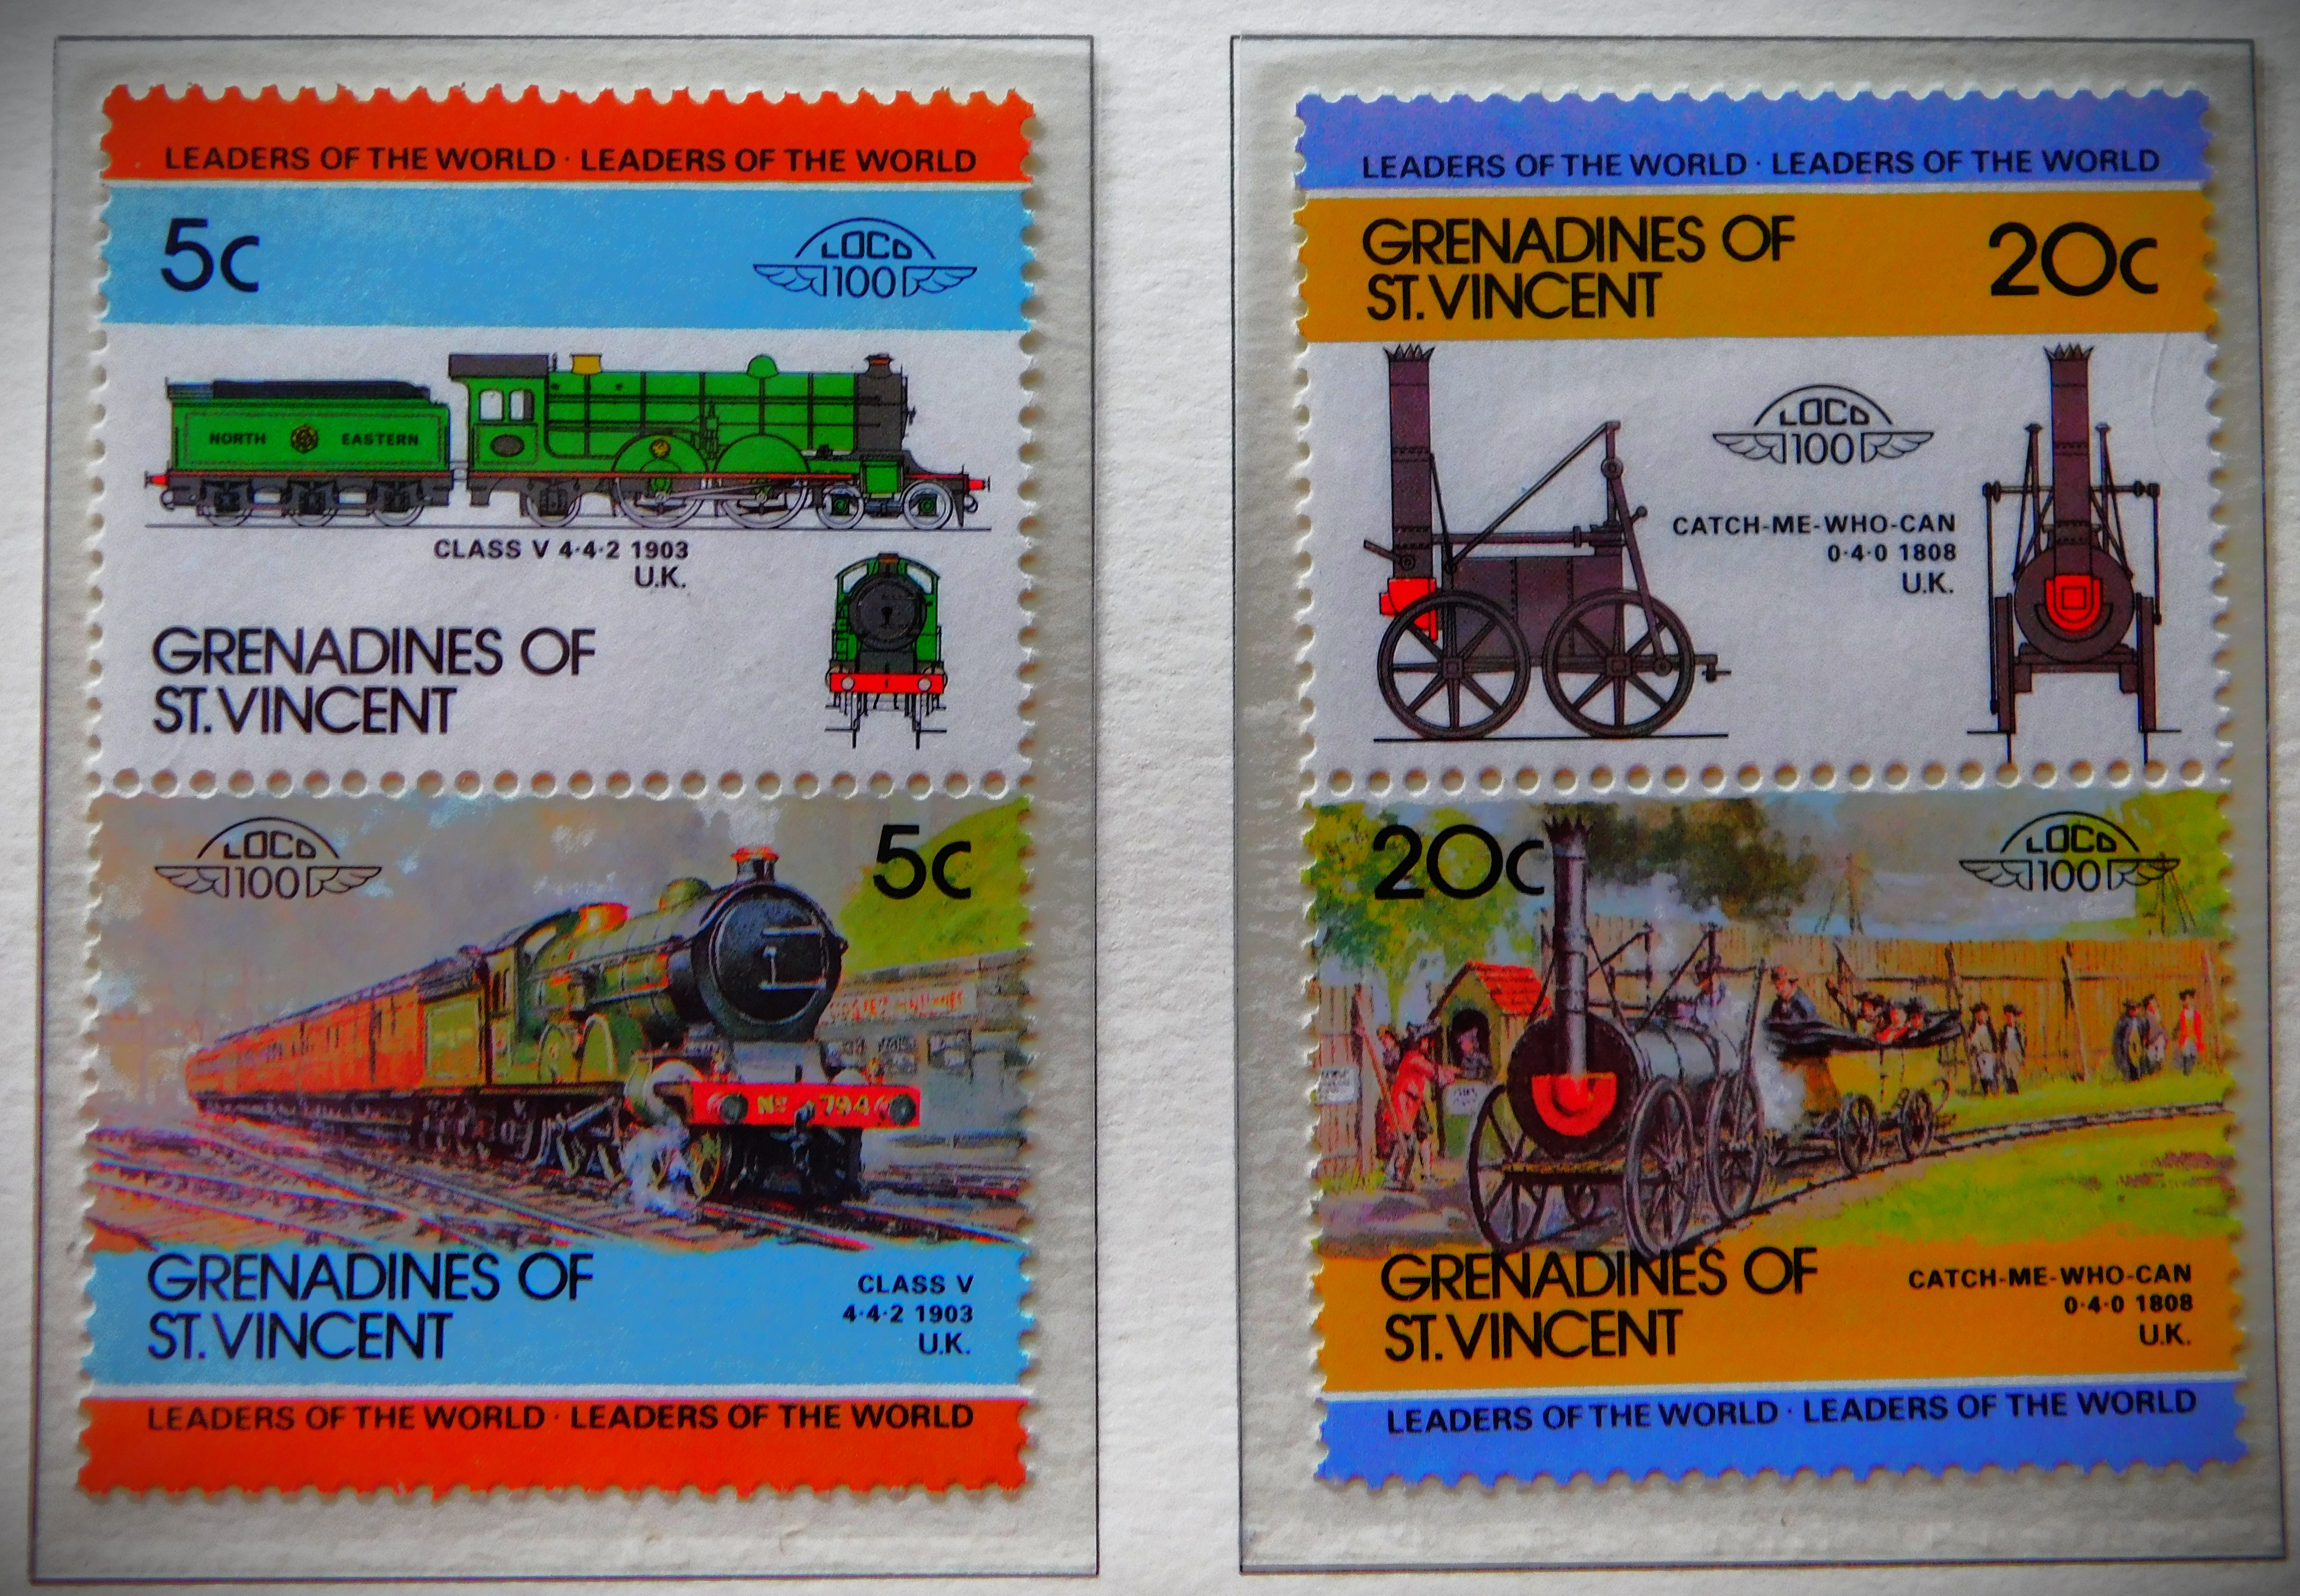 LEADERS OF THE WORLD · LEADERS OF THE WORLD
5c
LOCO
100
NORTH EASTERN
CLASS V 4·4·2 1903
U.K.
GRENADINES OF
ST. VINCENT
LOCO
100
5c
Nº 794
GRENADINES OF
ST. VINCENT
CLASS V
4·4·2 1903
U.K.
LEADERS OF THE WORLD · LEADERS OF THE WORLD
LEADERS OF THE WORLD · LEADERS OF THE WORLD
GRENADINES OF
ST. VINCENT
20c
LOCO
100
CATCH-ME-WHO-CAN
0·4·0 1808
U.K.
20c
LOCO
100
GRENADINES OF
ST. VINCENT
CATCH-ME-WHO-CAN
0·4·0 1808
U.K.
LEADERS OF THE WORLD · LEADERS OF THE WORLD